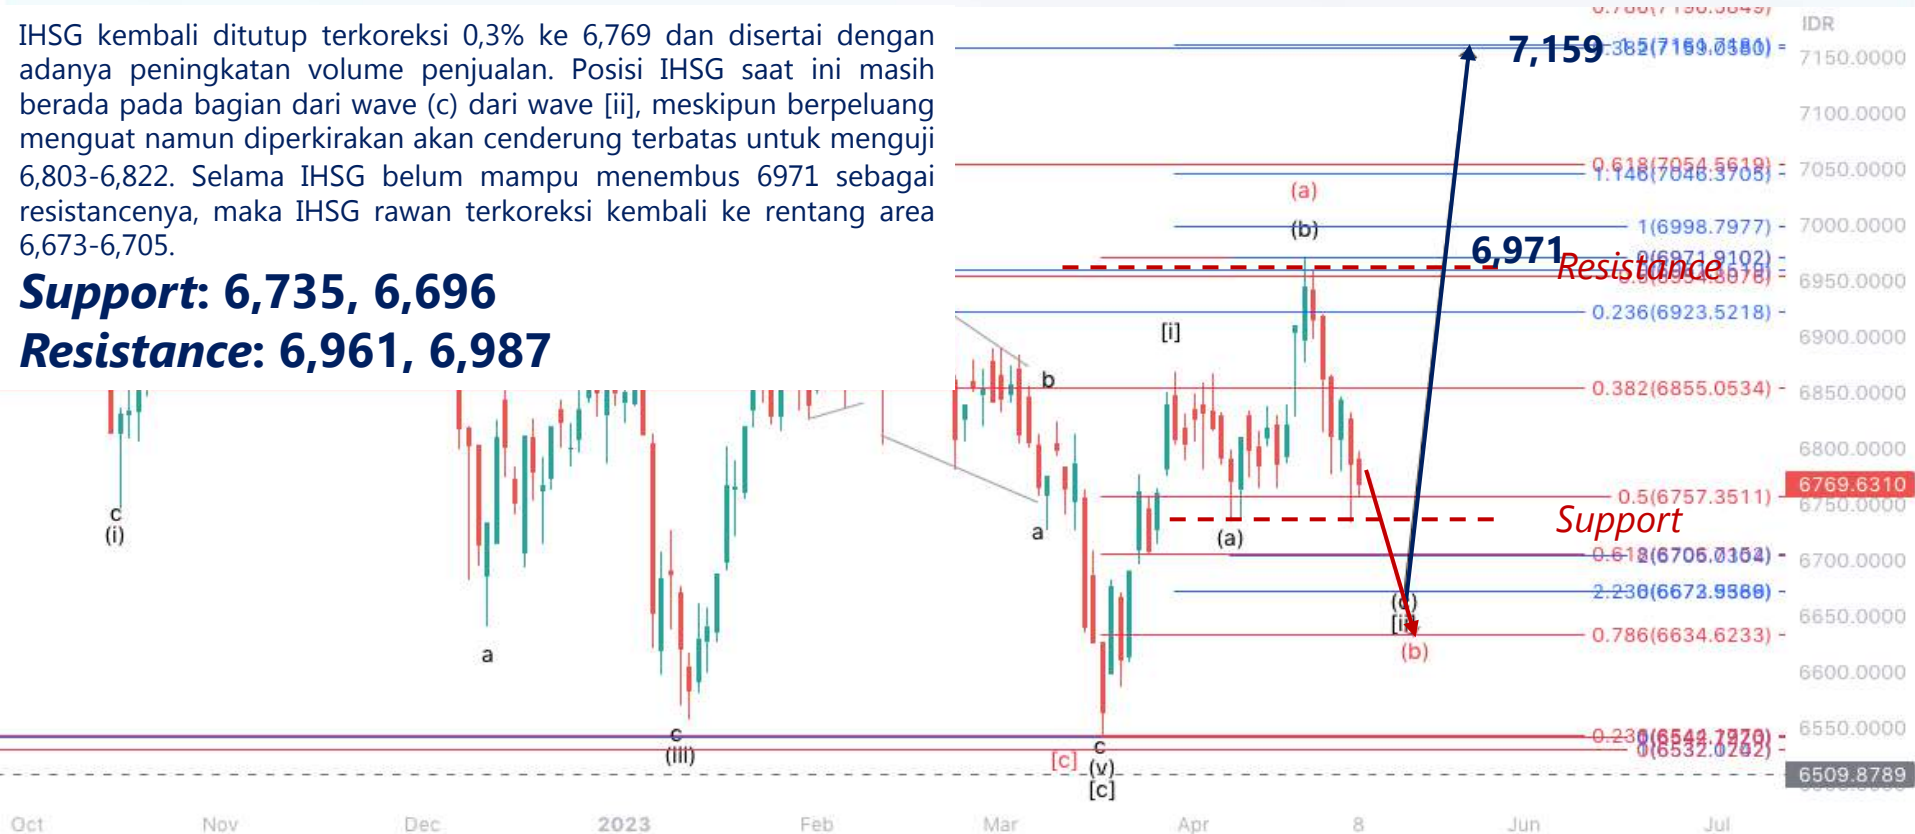 IHSG kembali ditutup terkoreksi 0,3% ke 6,769 dan disertai dengan
adanya peningkatan volume penjualan. Posisi IHSG saat ini masih
berada pada bagian dari wave (c) dari wave [ii], meskipun berpeluang
menguat namun diperkirakan akan cenderung terbatas untuk menguji
6,803-6,822. Selama IHSG belum mampu menembus 6971 sebagai
resistancenya, maka IHSG rawan terkoreksi kembali ke rentang area
6,673-6,705.
Support: 6,735, 6,696
Resistance: 6,961, 6,987
IDR
7,159
7150.0000
7100.0000
0.618(7054.5619)
1.146(7046.3705)
7050.0000
(a)
(b)
1(6998.7977)
7000.0000
6,971
Resistance
6950.0000
0.236(6923.5218)
[i]
6900.0000
b
0.382(6855.0534)
6850.0000
6800.0000
6769.6310
0.5(6757.3511)
6750.0000
c
(i)
a
(a)
Support
6700.0000
6650.0000
0.786(6634.6233)
a
(b)
6600.0000
6550.0000
c
(iii)
[c]
c
(v)
[c]
6509.8789
Oct
Nov
Dec
2023
Feb
Mar
Apr
8
Jun
Jul